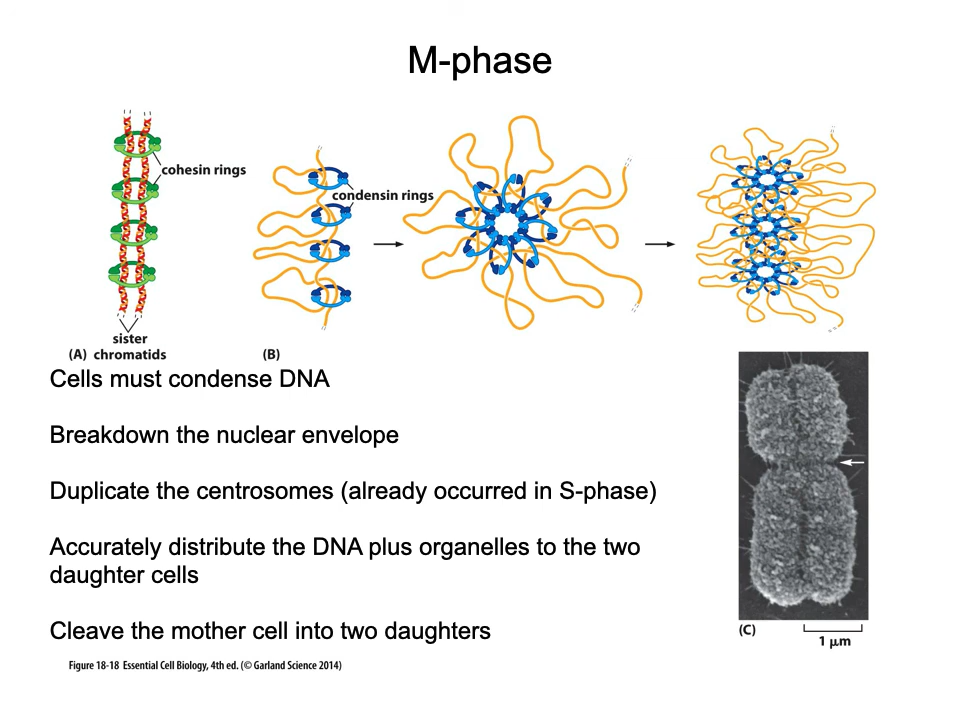 M-phase
cohesin rings
condensin rings
sister
(A) chromatids
(B)
Cells must condense DNA
Breakdown the nuclear envelope
Duplicate the centrosomes (already occurred in S-phase)
Accurately distribute the DNA plus organelles to the two
daughter cells
Cleave the mother cell into two daughters
(C)
1 μm
Figure 18-18 Essential Cell Biology, 4th ed. (© Garland Science 2014)